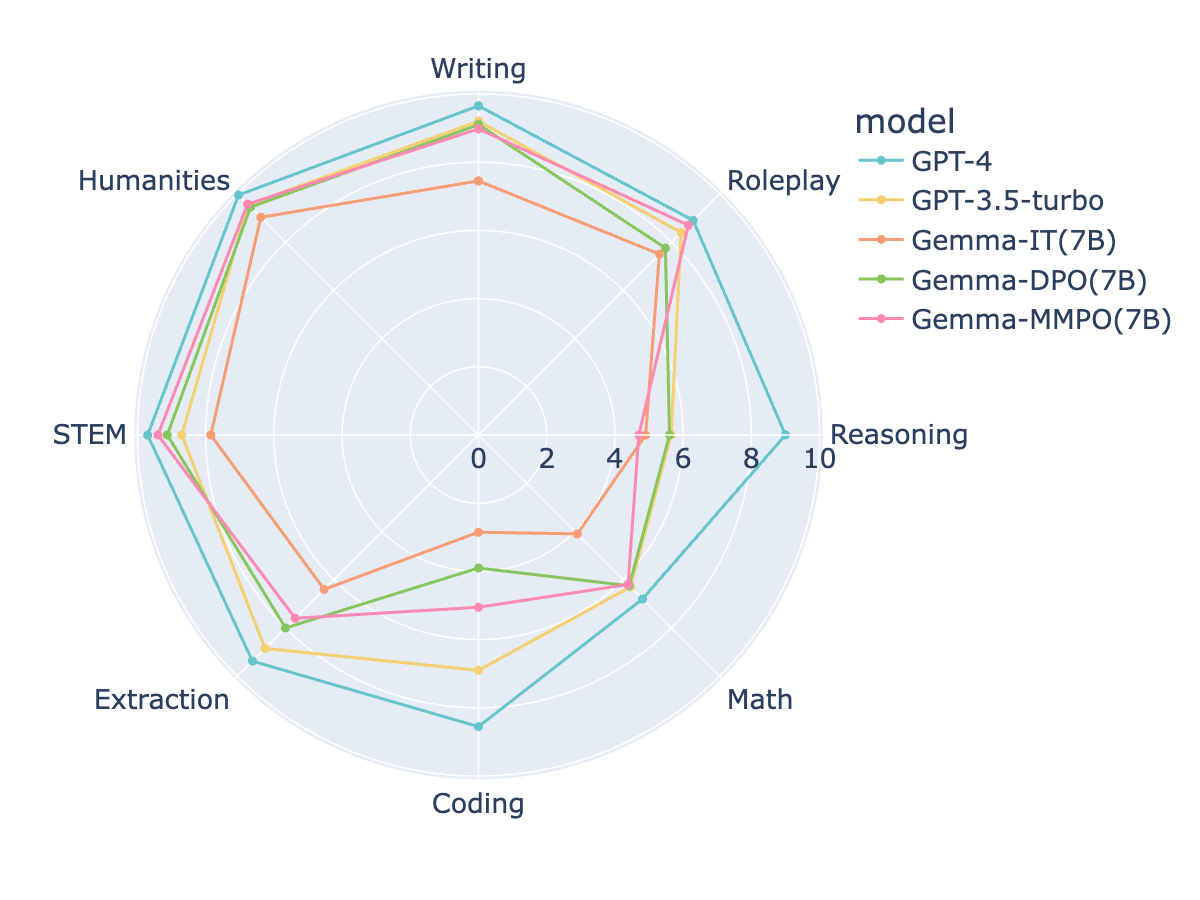 Writing
Humanities
Roleplay
STEM
Reasoning
0 2 4 6 8 10
Extraction
Math
Coding
model
GPT-4
GPT-3.5-turbo
Gemma-IT(7B)
Gemma-DPO(7B)
Gemma-MMPO(7B)